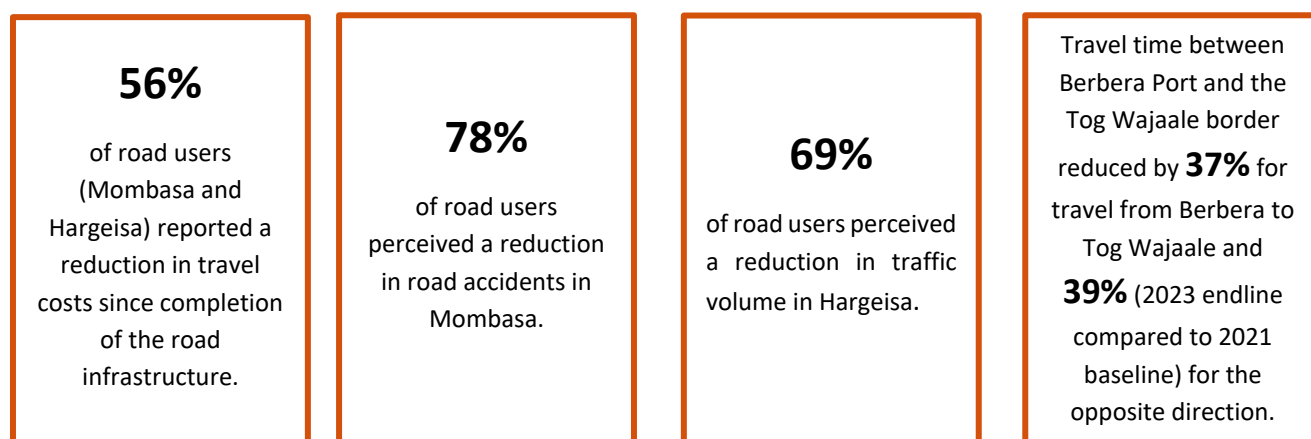 56%
of road users
(Mombasa and
Hargeisa) reported a
reduction in travel
costs since completion
of the road
infrastructure.
78%
of road users
perceived a reduction
in road accidents in
Mombasa.
69%
of road users perceived
a reduction in traffic
volume in Hargeisa.
Travel time between
Berbera Port and the
Tog Wajaale border
reduced by 37% for
travel from Berbera to
Tog Wajaale and
39% (2023 endline
compared to 2021
baseline) for the
opposite direction.